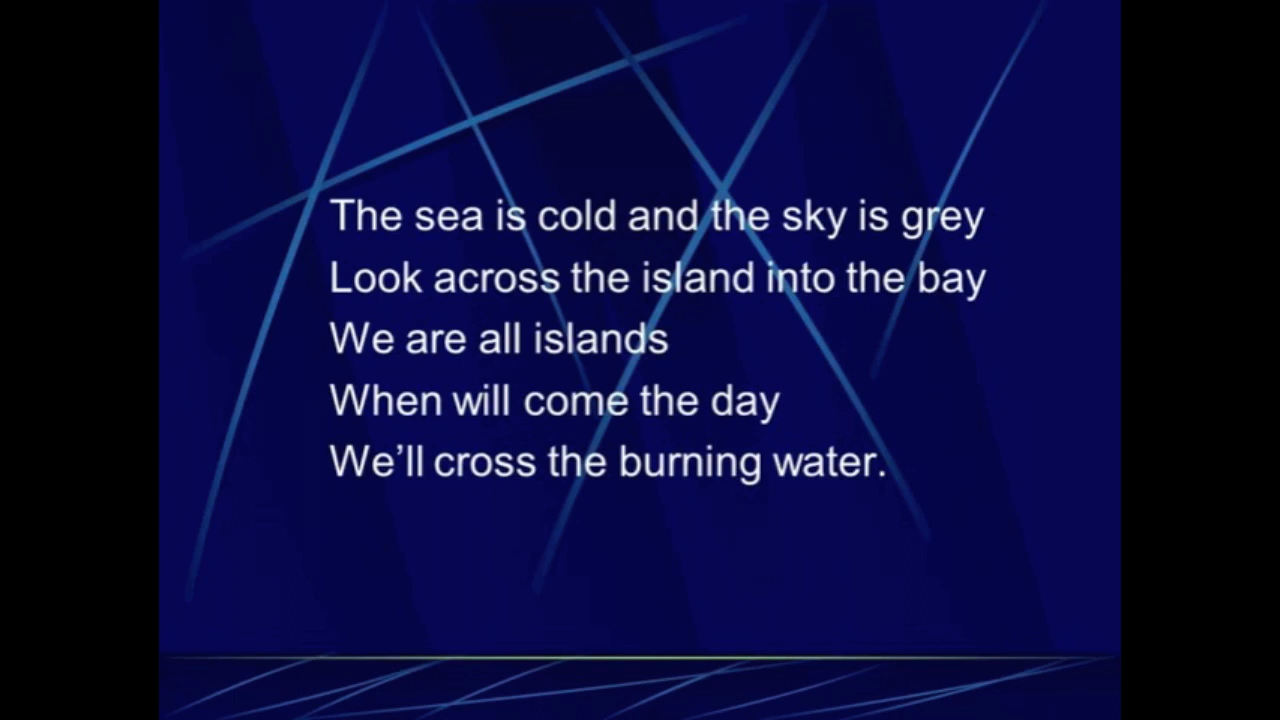 The sea is cold and the sky is grey
Look across the island into the bay
We are all islands
When will come the day
We’ll cross the burning water.